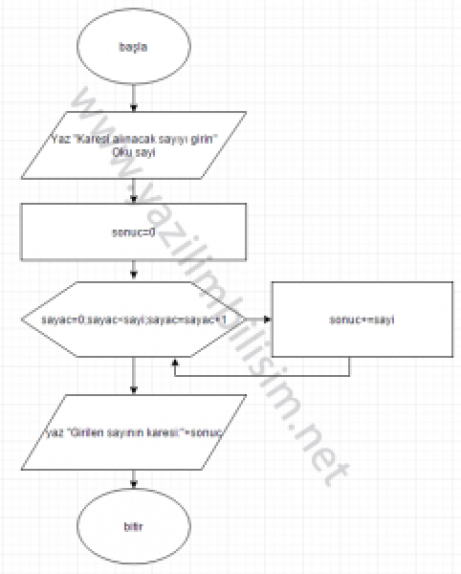 başla
Yaz "Karesi alınacak sayıyı girin"
Oku sayi
sonuc=0
sayac=0;sayac<sayi;sayac=sayac+1
sonuc+=sayi
yaz "Girilen sayının karesi:"+sonuc
bitir
www.yazilimbilisim.net